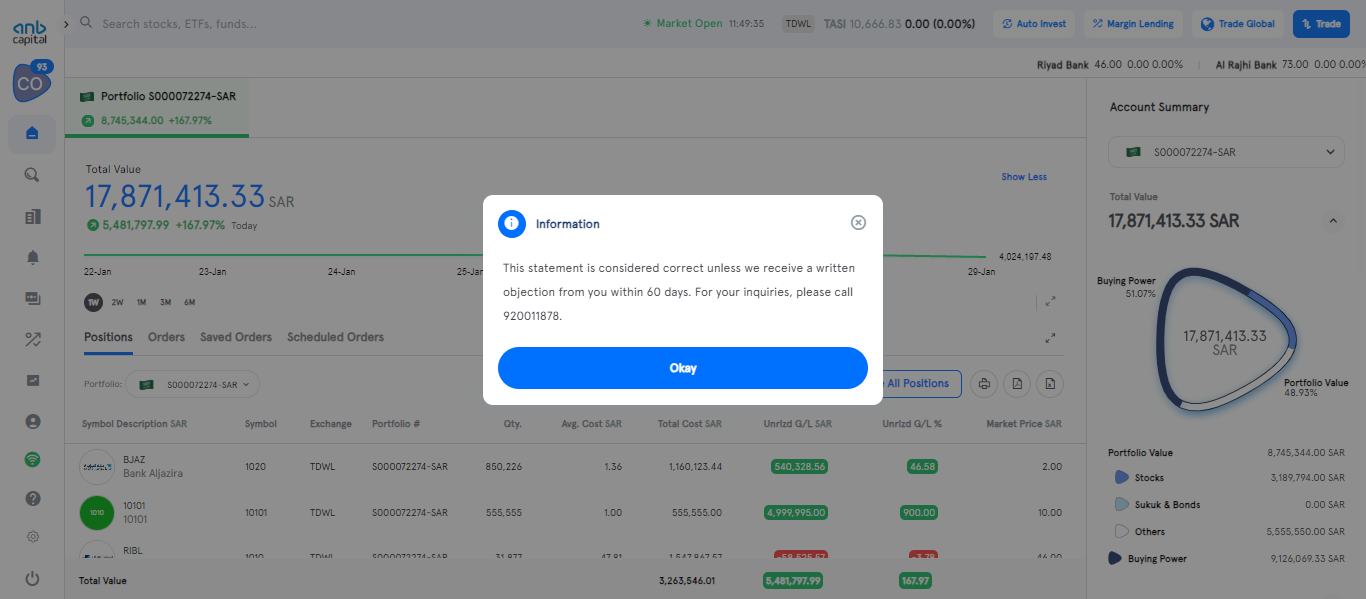 anb
capital
Search stocks, ETFs, funds...
Market Open 11:49:35
TDWL TASI 10,666.83 0.00 (0.00%)
Auto Invest
Margin Lending
Trade Global
Trade
93
CO
Riyad Bank 46.00 0.00 0.00% Al Rajhi Bank 73.00 0.00 0.00%
Portfolio S000072274-SAR
8,745,344.00 +167.97%
Total Value
17,871,413.33 SAR
5,481,797.99 +167.97% Today
Show Less
4,024,197.48
22-Jan 23-Jan 24-Jan 25-Jan 29-Jan
1W 2W 1M 3M 6M
Positions Orders Saved Orders Scheduled Orders
Portfolio: S000072274-SAR
All Positions
Symbol Description SAR Symbol Exchange Portfolio # Qty. Avg. Cost SAR Total Cost SAR Unrlzd G/L SAR Unrlzd G/L % Market Price SAR
BJAZ
Bank Aljazira
1020 TDWL S000072274-SAR 850,226 1.36 1,160,123.44 540,328.56 46.58 2.00
1010
10101
10101
10101 TDWL S000072274-SAR 555,555 1.00 555,555.00 4,999,995.00 900.00 10.00
RIBL
1010 TDWL S000072274-SAR 31,877 47.81 1,547,867.57 -58,525.57 -3.78 46.00
Total Value 3,263,546.01 5,481,797.99 167.97
Information
This statement is considered correct unless we receive a written
objection from you within 60 days. For your inquiries, please call
920011878.
Okay
Account Summary
S000072274-SAR
Total Value
17,871,413.33 SAR
Buying Power
51.07%
17,871,413.33
SAR
Portfolio Value
48.93%
Portfolio Value 8,745,344.00 SAR
Stocks 3,189,794.00 SAR
Sukuk & Bonds 0.00 SAR
Others 5,555,550.00 SAR
Buying Power 9,126,069.33 SAR